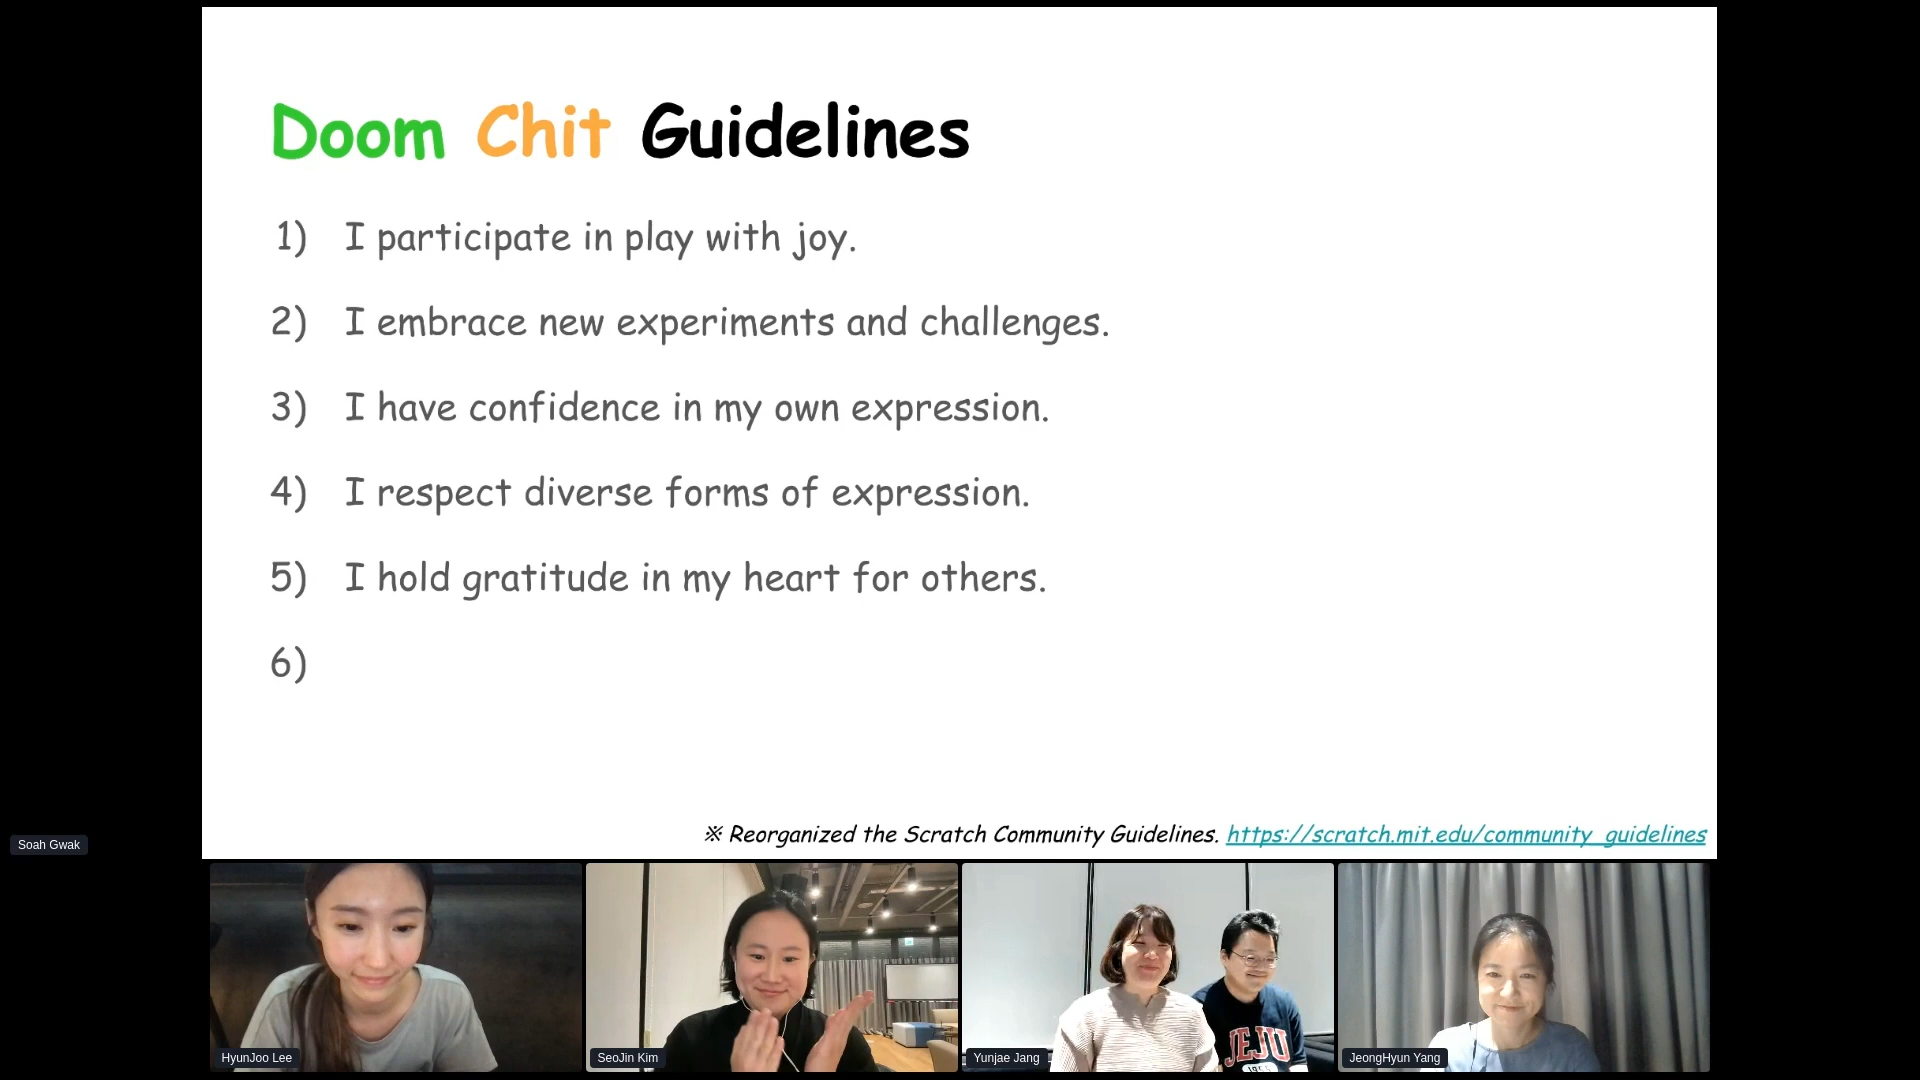 Doom Chit Guidelines
1) I participate in play with joy.
2) I embrace new experiments and challenges.
3) I have confidence in my own expression.
4) I respect diverse forms of expression.
5) I hold gratitude in my heart for others.
6)
※ Reorganized the Scratch Community Guidelines. https://scratch.mit.edu/community_guidelines
Soah Gwak
JEJU
HyunJoo Lee
SeoJin Kim
Yunjae Jang
JeongHyun Yang